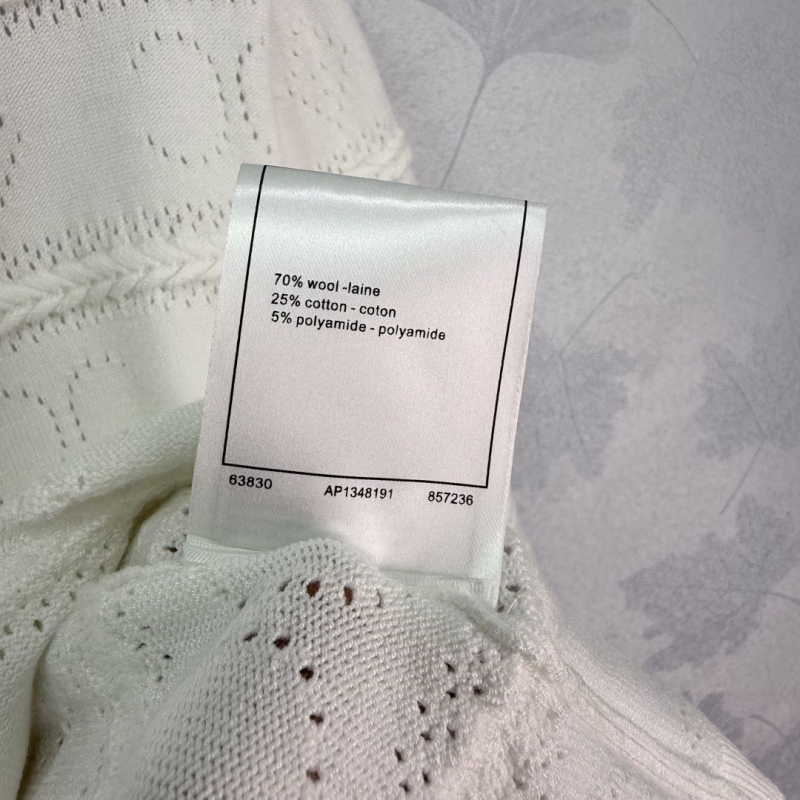 70% wool -laine
25% cotton - coton
5% polyamide - polyamide
63830 AP1348191 857236